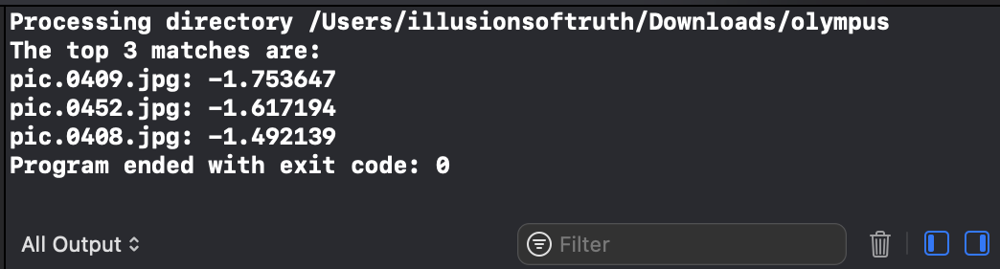 Processing directory /Users/illusionsoftruth/Downloads/olympus
The top 3 matches are:
pic.0409.jpg: -1.753647
pic.0452.jpg: -1.617194
pic.0408.jpg: -1.492139
Program ended with exit code: 0
All Output
Filter